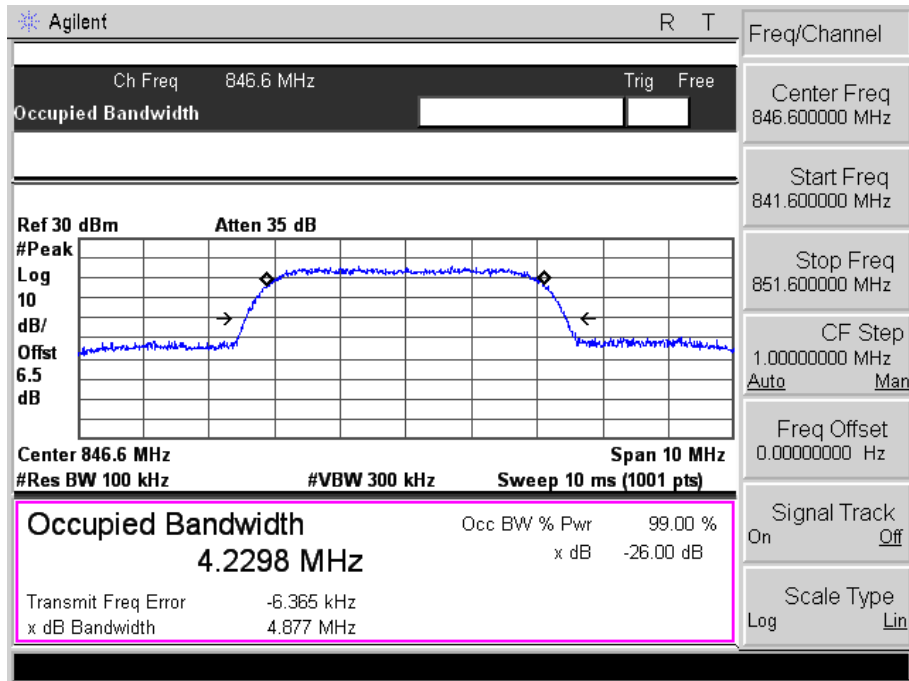 Agilent R T
Ch Freq 846.6 MHz Trig Free
Occupied Bandwidth
Ref 30 dBm Atten 35 dB
#Peak
Log
10
dB/
Offst
6.5
dB
Center 846.6 MHz Span 10 MHz
#Res BW 100 kHz #VBW 300 kHz Sweep 10 ms (1001 pts)
Occupied Bandwidth
4.2298 MHz
Occ BW % Pwr 99.00 %
x dB -26.00 dB
Transmit Freq Error -6.365 kHz
x dB Bandwidth 4.877 MHz
Freq/Channel
Center Freq
846.600000 MHz
Start Freq
841.600000 MHz
Stop Freq
851.600000 MHz
CF Step
1.00000000 MHz
Auto Man
Freq Offset
0.00000000 Hz
Signal Track
On Off
Scale Type
Log Lin